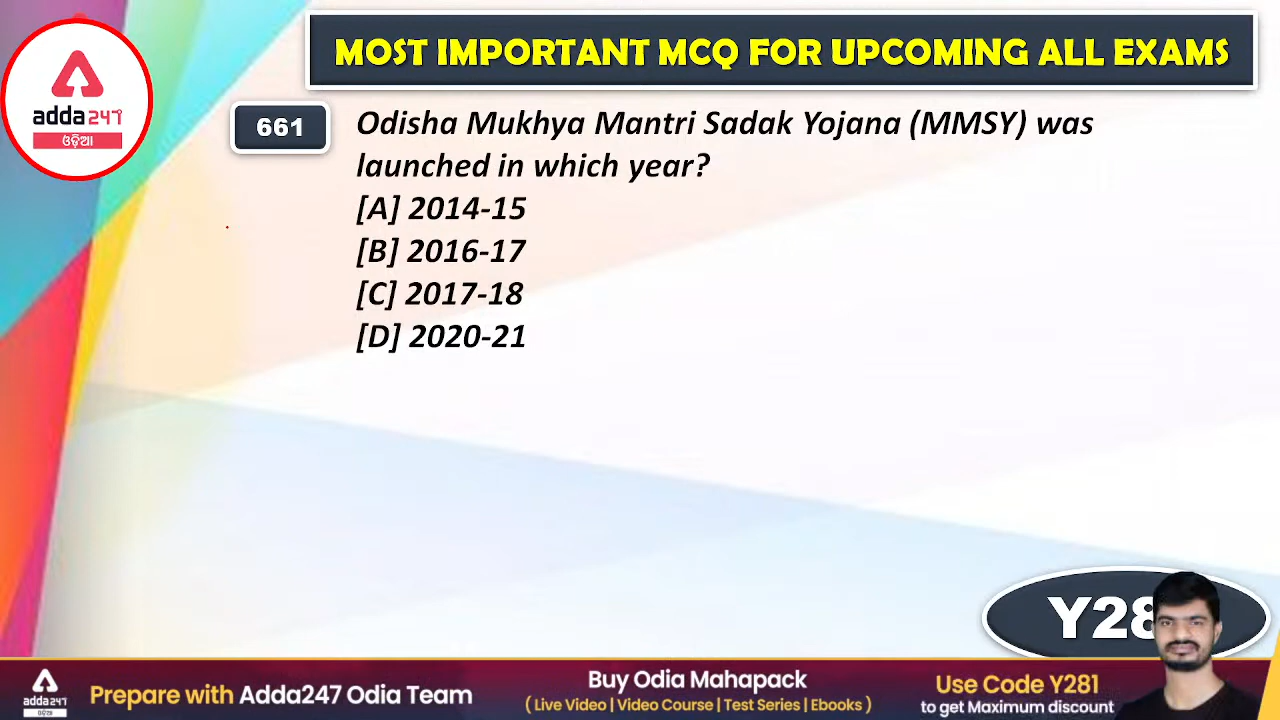 MOST IMPORTANT MCQ FOR UPCOMING ALL EXAMS
adda247
ଓଡ଼ିଆ
661
Odisha Mukhya Mantri Sadak Yojana (MMSY) was
launched in which year?
[A] 2014-15
[B] 2016-17
[C] 2017-18
[D] 2020-21
Y28
adda247
ଓଡ଼ିଆ
Prepare with Adda247 Odia Team
Buy Odia Mahapack
( Live Video | Video Course | Test Series | Ebooks )
Use Code Y281
to get Maximum discount